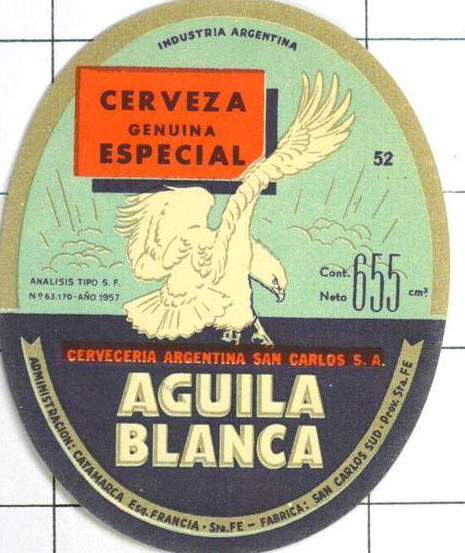 INDUSTRIA ARGENTINA
CERVEZA
GENUINA
ESPECIAL
52
ANALISIS TIPO S. F.
Nº 63.170 - AÑO 1957
Cont. 655 cm³
Neto
CERVECERIA ARGENTINA SAN CARLOS S. A.
AGUILA
BLANCA
ADMINISTRACION: CATAMARCA Esq. FRANCIA - Sta. FE - FABRICA: SAN CARLOS SUD - Prov. Sta. FE